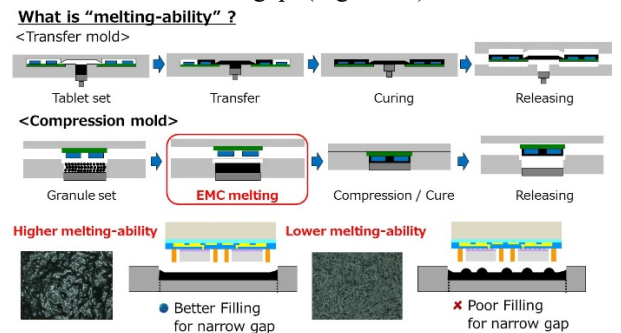 What is "melting-ability" ?
<Transfer mold>
Tablet set
Transfer
Curing
Releasing
<Compression mold>
Granule set
EMC melting
Compression / Cure
Releasing
Higher melting-ability
Lower melting-ability
Better Filling
for narrow gap
Poor Filling
for narrow gap